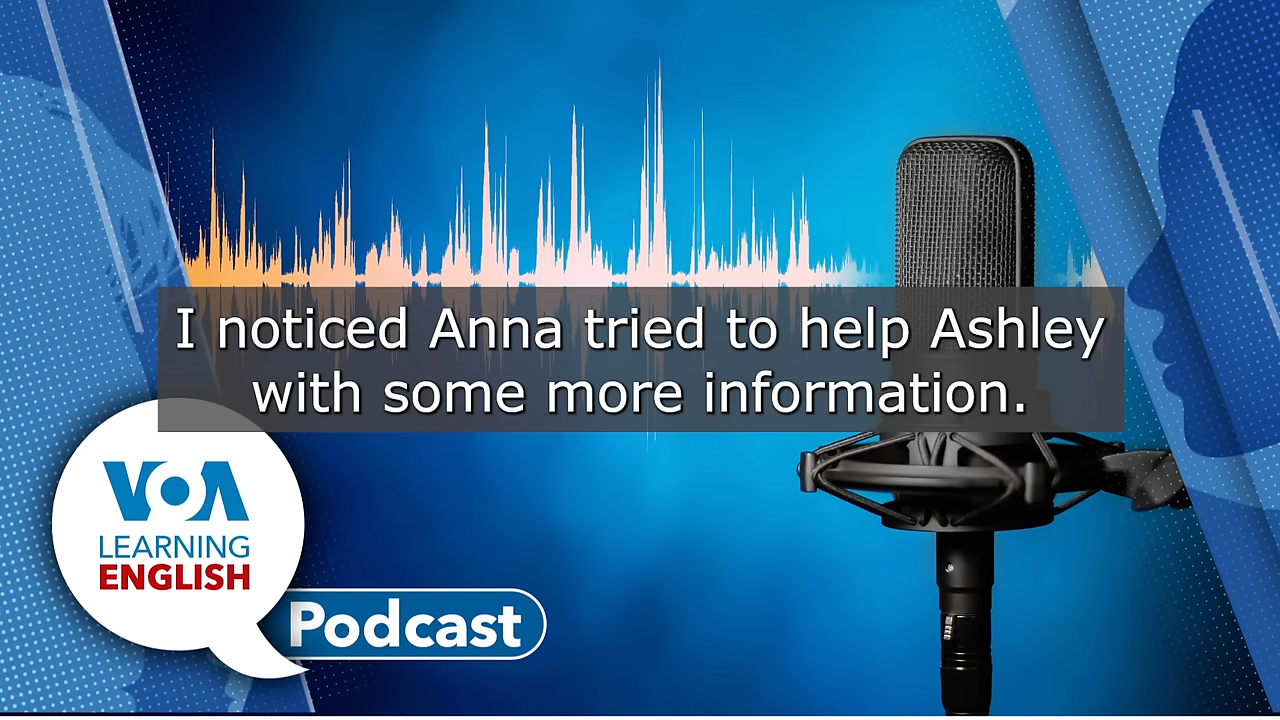 I noticed Anna tried to help Ashley
with some more information.
VOA
LEARNING
ENGLISH
Podcast